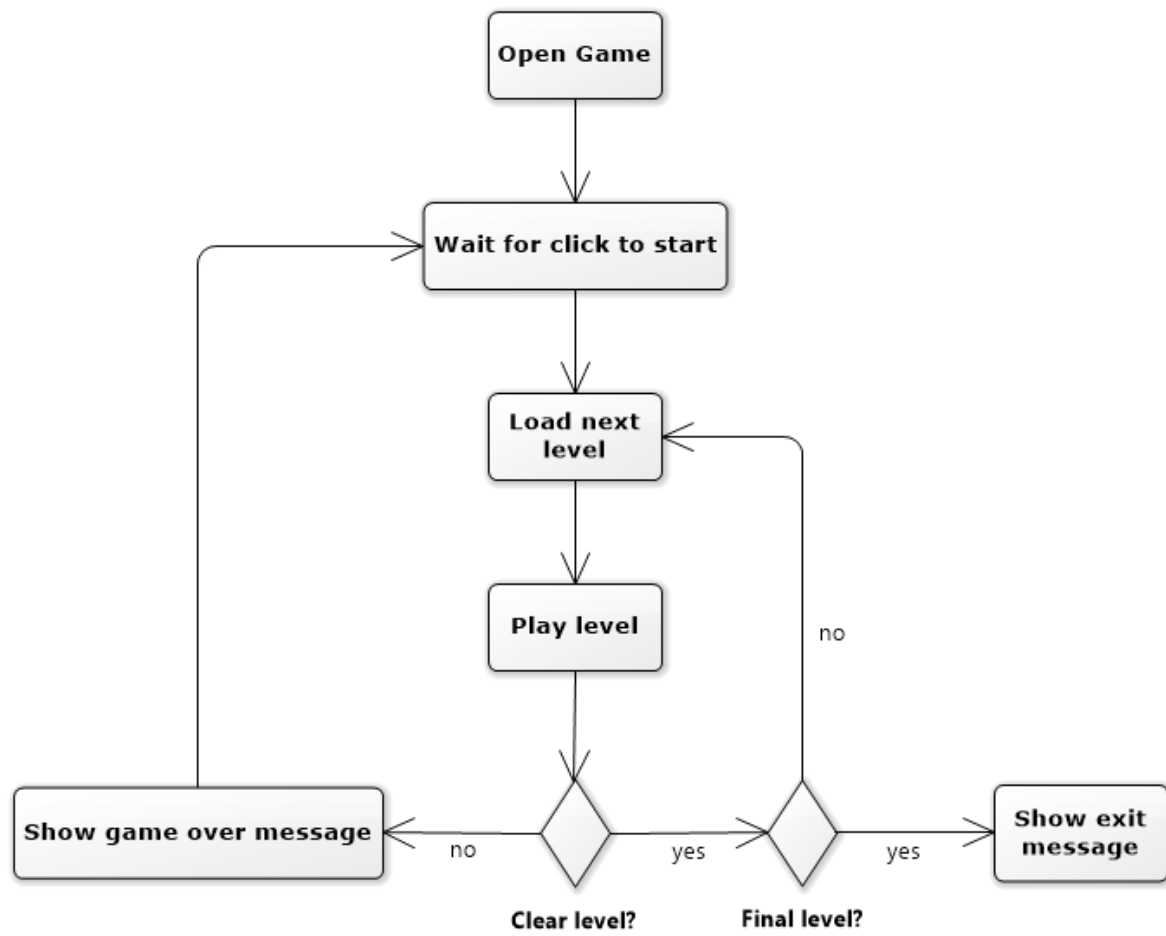 Open Game
Wait for click to start
Load next
level
Play level
no
Show game over message
no
yes
yes
Show exit
message
Clear level?
Final level?